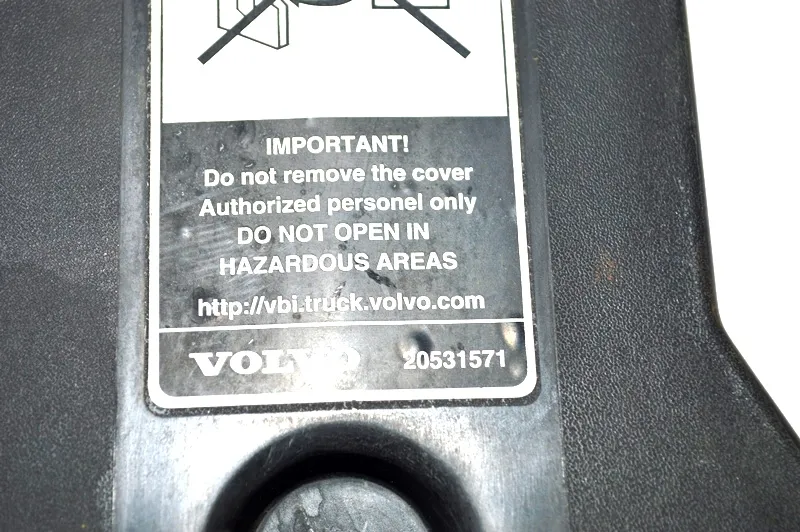 IMPORTANT!
Do not remove the cover
Authorized personel only
DO NOT OPEN IN
HAZARDOUS AREAS
http://vbi.truck.volvo.com
VOLVO 20531571